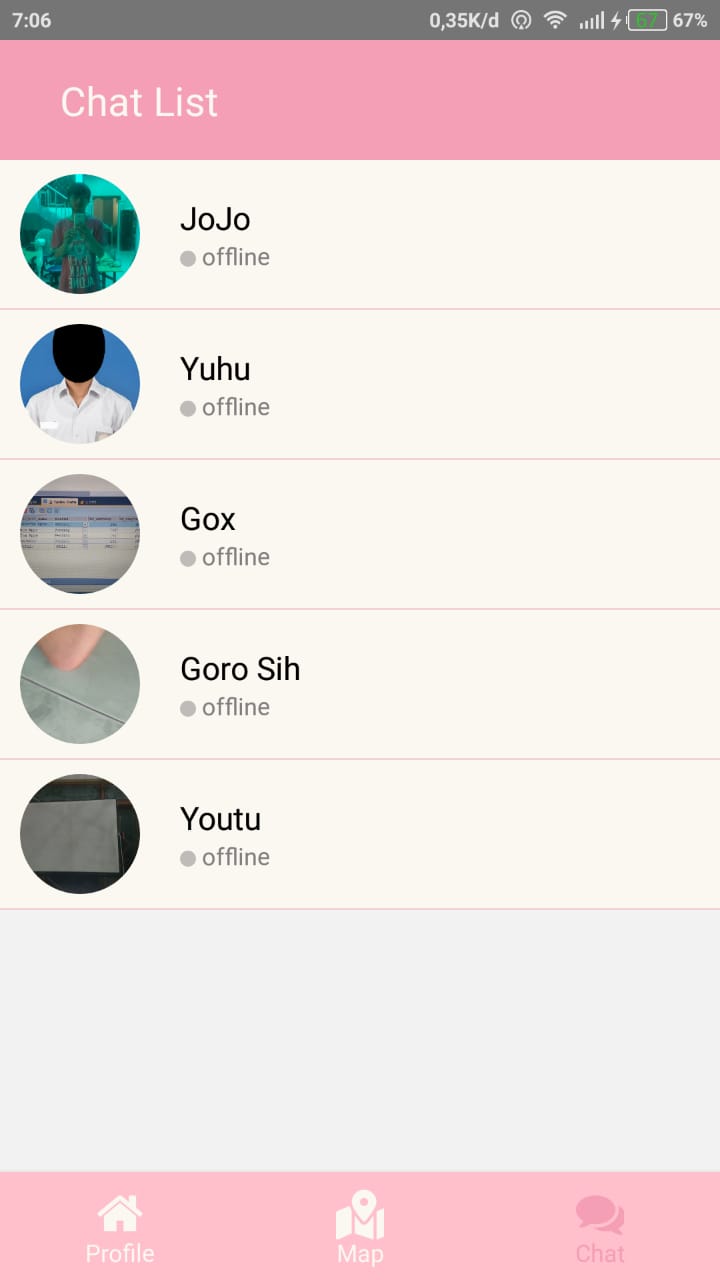 7:06 0,35K/d 67 67%
Chat List
JoJo
offline
Yuhu
offline
Gox
offline
Goro Sih
offline
Youtu
offline
Profile Map Chat